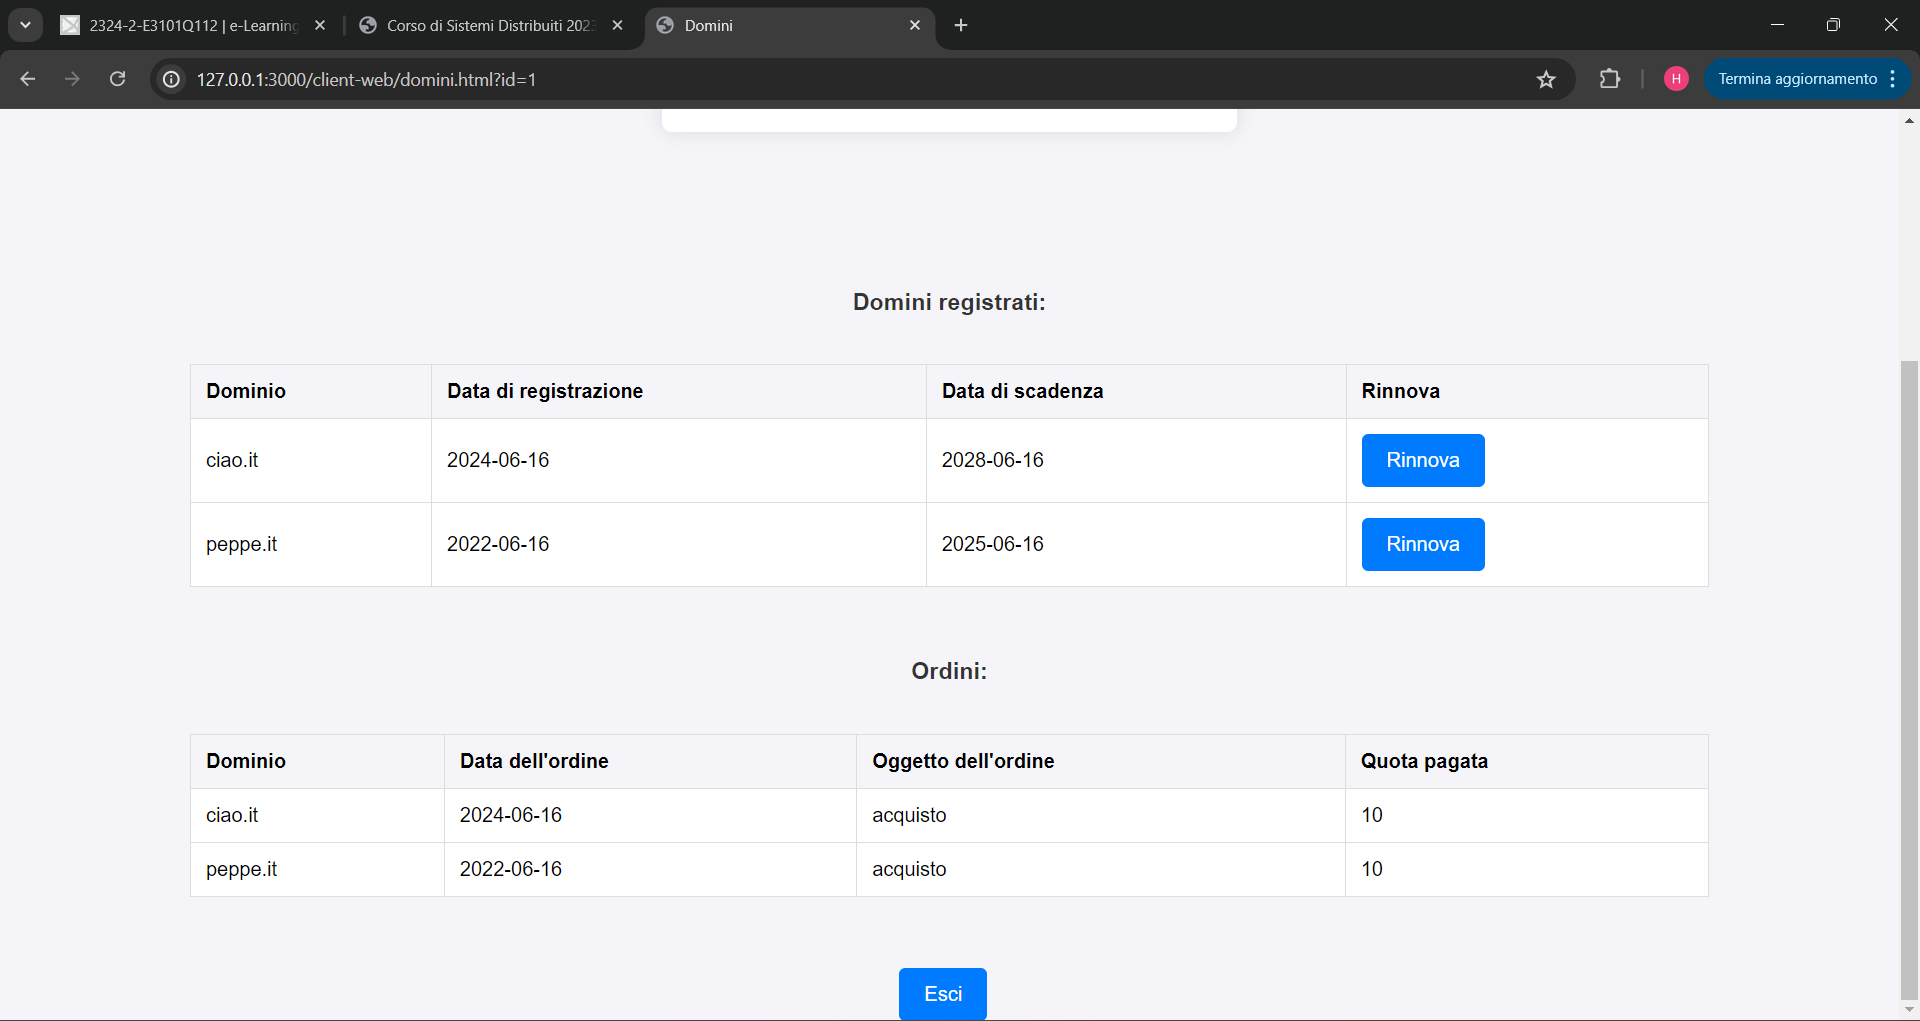 2324-2-E3101Q112 | e-Learning
Corso di Sistemi Distribuiti 202
Domini
127.0.0.1:3000/client-web/domini.html?id=1
H
Termina aggiornamento
Domini registrati:
Dominio Data di registrazione Data di scadenza Rinnova
ciao.it 2024-06-16 2028-06-16 Rinnova
peppe.it 2022-06-16 2025-06-16 Rinnova
Ordini:
Dominio Data dell'ordine Oggetto dell'ordine Quota pagata
ciao.it 2024-06-16 acquisto 10
peppe.it 2022-06-16 acquisto 10
Esci